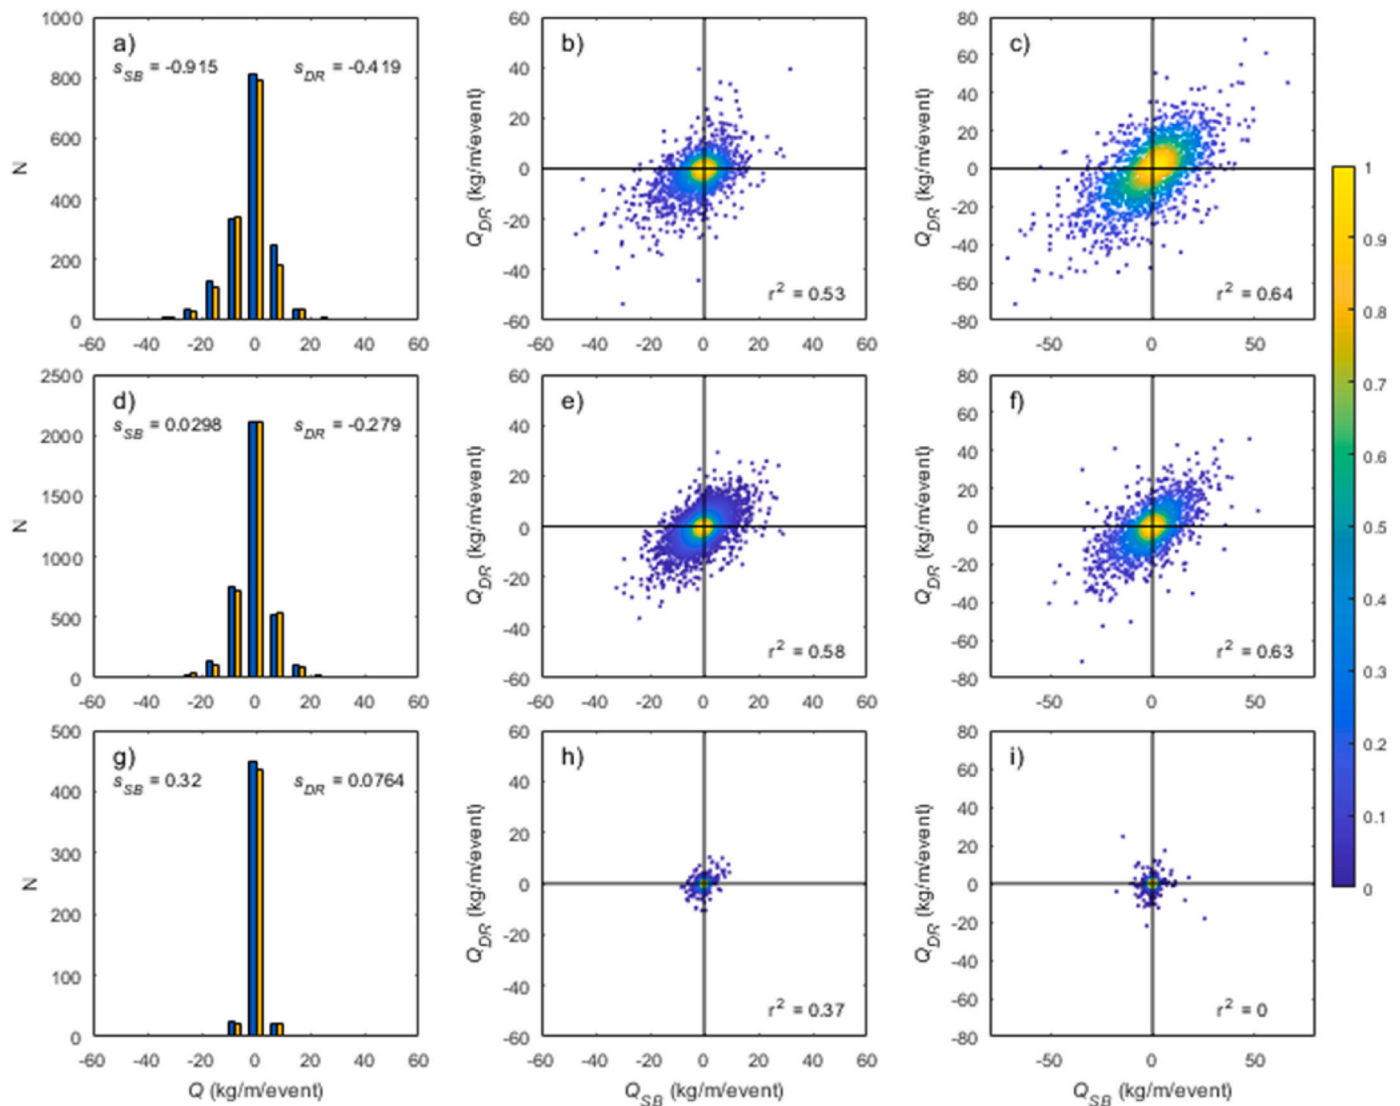 a)
s_SB = -0.915
s_DR = -0.419
N
1000
800
600
400
200
0
-60 -40 -20 0 20 40 60
b)
Q_DR (kg/m/event)
60
40
20
0
-20
-40
-60
-60 -40 -20 0 20 40 60
r² = 0.53
c)
Q_DR (kg/m/event)
80
60
40
20
0
-20
-40
-60
-80
-50 0 50
r² = 0.64
d)
s_SB = 0.0298
s_DR = -0.279
N
2500
2000
1500
1000
500
0
-60 -40 -20 0 20 40 60
e)
Q_DR (kg/m/event)
60
40
20
0
-20
-40
-60
-60 -40 -20 0 20 40 60
r² = 0.58
f)
Q_DR (kg/m/event)
80
60
40
20
0
-20
-40
-60
-80
-50 0 50
r² = 0.63
g)
s_SB = 0.32
s_DR = 0.0764
N
500
400
300
200
100
0
-60 -40 -20 0 20 40 60
Q (kg/m/event)
h)
Q_DR (kg/m/event)
60
40
20
0
-20
-40
-60
-60 -40 -20 0 20 40 60
r² = 0.37
Q_SB (kg/m/event)
i)
Q_DR (kg/m/event)
80
60
40
20
0
-20
-40
-60
-80
-50 0 50
r² = 0
Q_SB (kg/m/event)
1
0.9
0.8
0.7
0.6
0.5
0.4
0.3
0.2
0.1
0